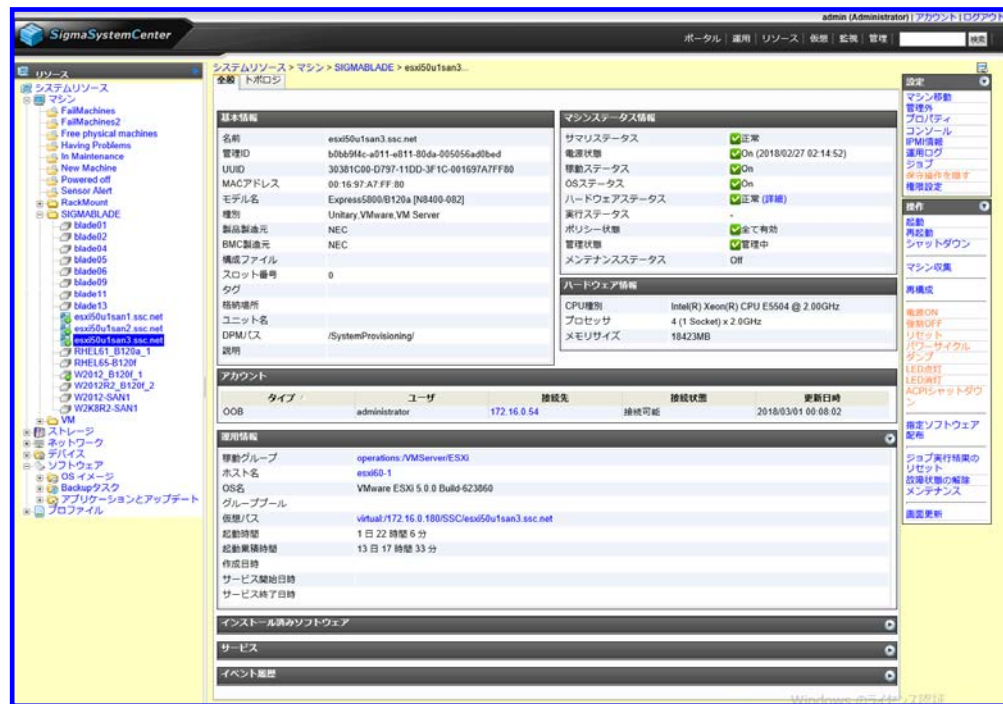 admin (Administrator) | アカウント | ログアウト
SigmaSystemCenter
ポータル 運用 リソース 仮想 監視 管理 検索
リソース
システムリソース
マシン
FailMachines
FailMachines2
Free physical machines
Having Problems
In Maintenance
New Machine
Powered off
Sensor Alert
RackMount
SIGMABLADE
blade01
blade02
blade04
blade05
blade06
blade09
blade11
blade13
esxi50u1san1.ssc.net
esxi50u1san2.ssc.net
esxi50u1san3.ssc.net
RHEL61_B120a_1
RHEL65-B120f
W2012_B120f_1
W2012R2_B120f_2
W2012-SAN1
W2K8R2-SAN1
VM
ストレージ
ネットワーク
デバイス
ソフトウェア
OS イメージ
Backupタスク
アプリケーションとアップデート
プロファイル
システムリソース > マシン > SIGMABLADE > esxi50u1san3...
全般 トポロジ
基本情報
名前 esxi50u1san3.ssc.net
管理ID b0bb9f4c-a011-e811-80da-005056ad0bed
UUID 30381C00-D797-11DD-3F1C-001697A7FF80
MACアドレス 00:16:97:A7:FF:80
モデル名 Express5800/B120a [N8400-082]
種別 Unitary,VMware,VM Server
製品製造元 NEC
BMC製造元 NEC
構成ファイル
スロット番号 0
タグ
格納場所
ユニット名
DPMパス /SystemProvisioning/
説明
マシンステータス情報
サマリステータス 正常
電源状態 On (2018/02/27 02:14:52)
稼動ステータス On
OSステータス On
ハードウェアステータス 正常 (詳細)
実行ステータス -
ポリシー状態 全て有効
管理状態 管理中
メンテナンスステータス Off
ハードウェア情報
CPU種別 Intel(R) Xeon(R) CPU E5504 @ 2.00GHz
プロセッサ 4 (1 Socket) x 2.0GHz
メモリサイズ 18423MB
アカウント
タイプ ユーザ 接続先 接続状態 更新日時
OOB administrator 172.16.0.54 接続可能 2018/03/01 00:08:02
運用情報
稼動グループ operations:/VMServer/ESXi
ホスト名 esxi60-1
OS名 VMware ESXi 5.0.0 Build-623860
グループプール
仮想パス virtual:/172.16.0.180/SSC/esxi50u1san3.ssc.net
起動時間 1 日 22 時間 6 分
起動累積時間 13 日 17 時間 33 分
作成日時
サービス開始日時
サービス終了日時
インストール済みソフトウェア
サービス
イベント履歴
設定
マシン移動
管理外
プロパティ
コンソール
IPMI情報
運用ログ
ジョブ
保守操作を隠す
権限設定
操作
起動
再起動
シャットダウン
マシン収集
再構成
電源ON
強制OFF
リセット
パワーサイクル
ダンプ
LED点灯
LED消灯
ACPIシャットダウ
ン
指定ソフトウェア
配布
ジョブ実行結果の
リセット
故障状態の解除
メンテナンス
画面更新
Windows のライセンス認証